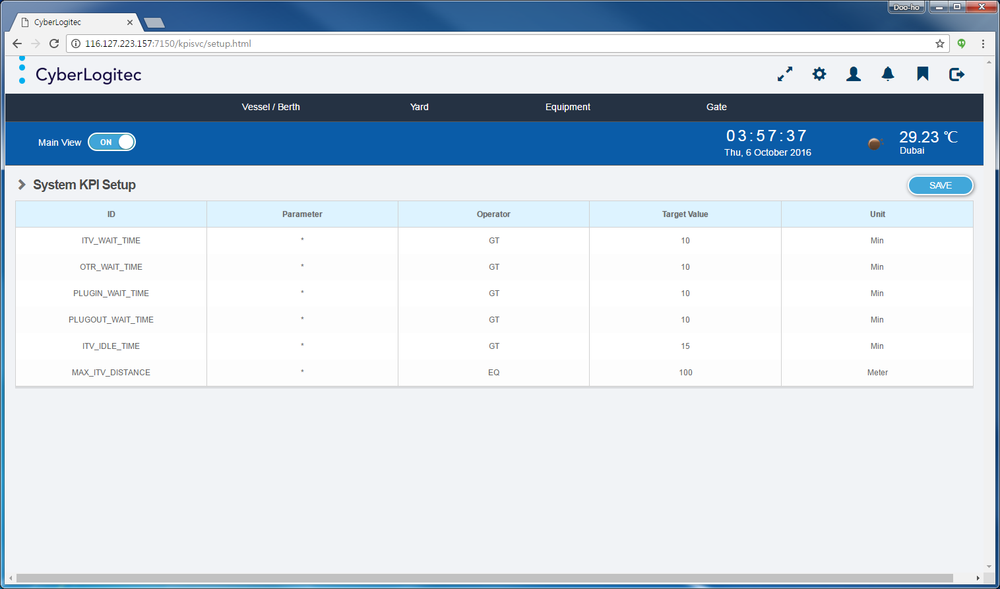 Doo-ho
CyberLogitec
116.127.223.157:7150/kpisvc/setup.html
CyberLogitec
Vessel / Berth Yard Equipment Gate
Main View ON
03:57:37
Thu, 6 October 2016
29.23 ℃
Dubai
System KPI Setup
SAVE
ID Parameter Operator Target Value Unit
ITV_WAIT_TIME * GT 10 Min
OTR_WAIT_TIME * GT 10 Min
PLUGIN_WAIT_TIME * GT 10 Min
PLUGOUT_WAIT_TIME * GT 10 Min
ITV_IDLE_TIME * GT 15 Min
MAX_ITV_DISTANCE * EQ 100 Meter